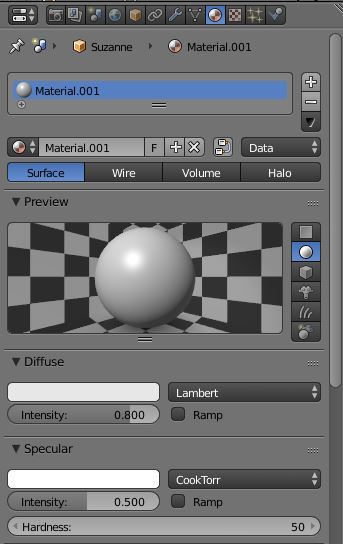 Suzanne Material.001
Material.001
Material.001 F Data
Surface Wire Volume Halo
Preview
Diffuse
Lambert
Intensity: 0.800 Ramp
Specular
CookTorr
Intensity: 0.500 Ramp
Hardness: 50